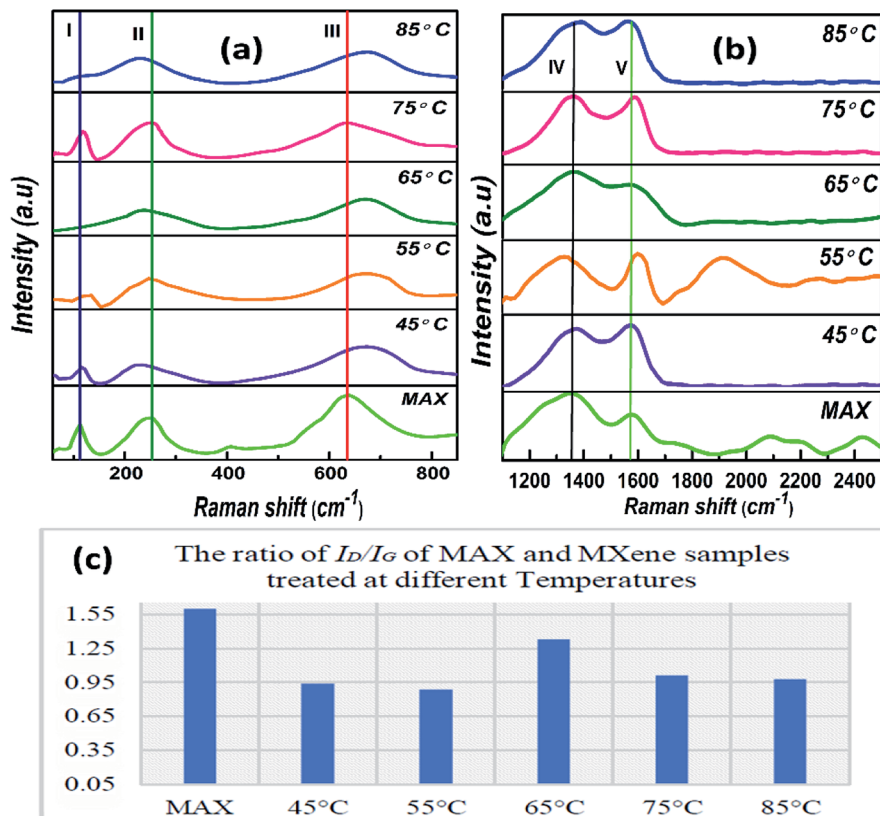 I II III (a) 85°C
75°C
65°C
55°C
45°C
MAX
Intensity (a.u)
200 400 600 800
Raman shift (cm⁻¹)
(b) 85°C
IV V
75°C
65°C
55°C
45°C
MAX
Intensity (a.u)
1200 1400 1600 1800 2000 2200 2400
Raman shift (cm⁻¹)
(c) The ratio of I_D/I_G of MAX and MXene samples
treated at different Temperatures
1.55
1.25
0.95
0.65
0.35
0.05
MAX 45°C 55°C 65°C 75°C 85°C